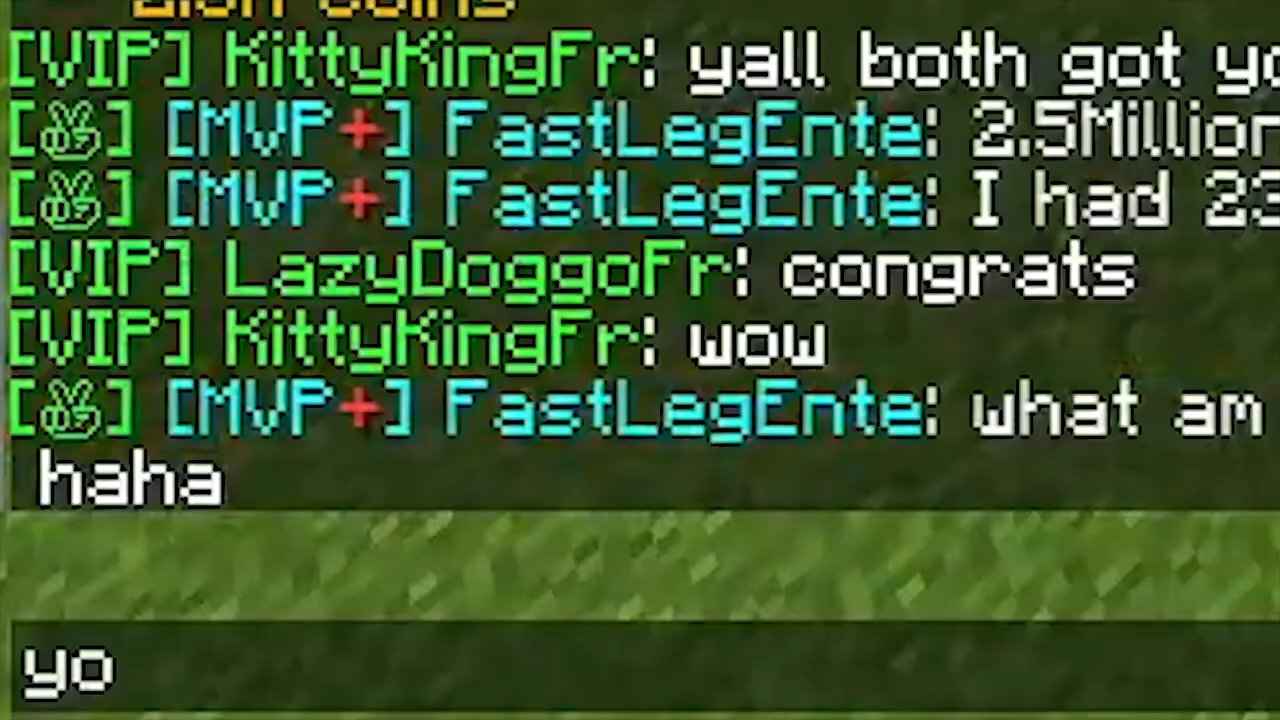 coins
[VIP] KittyKingFr: yall both got yo
[✌] [MVP+] FastLegEnte: 2.5Million
[✌] [MVP+] FastLegEnte: I had 23
[VIP] LazyDoggoFr: congrats
[VIP] KittyKingFr: wow
[✌] [MVP+] FastLegEnte: what am
haha
yo